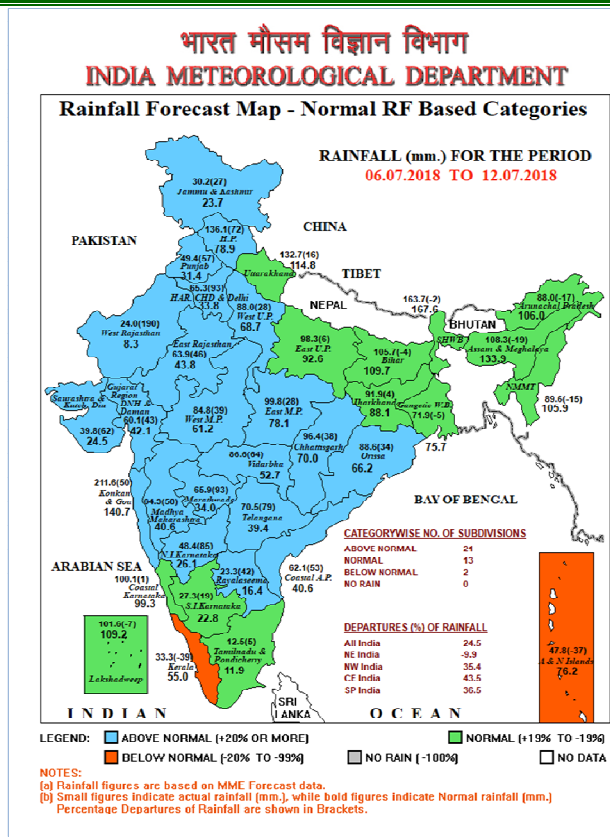 भारत मौसम विज्ञान विभाग
INDIA METEOROLOGICAL DEPARTMENT
Rainfall Forecast Map - Normal RF Based Categories
RAINFALL (mm.) FOR THE PERIOD
06.07.2018 TO 12.07.2018
30.2(27)
Jammu & Kashmir
23.7
CHINA
136.1(72)
H.P.
78.9
PAKISTAN
49.4(57)
Punjab
31.4
132.7(16)
114.8
Uttarakhand
TIBET
65.3(93)
HAR. CHD & Delhi
33.8
88.0(28)
West U.P.
68.7
NEPAL
163.7(-2)
167.6
BHUTAN
88.0(-17)
Arunachal Pradesh
106.0
24.0(190)
West Rajasthan
8.3
East Rajasthan
63.9(46)
43.8
98.3(6)
East U.P.
92.6
105.7(-4)
Bihar
109.7
SHWB
108.3(-19)
Assam & Meghalaya
133.3
NMMT
89.6(-15)
105.9
Saurashtra &
Kutch, Diu
39.8(62)
24.5
Gujarat
Region
DNH &
Daman
60.1(43)
42.1
84.8(39)
West M.P.
61.2
99.8(28)
East M.P.
78.1
91.9(4)
Jharkhand
88.1
Gangetic W.B.
71.9(-5)
75.7
96.4(38)
Chhattisgarh
70.0
88.6(34)
Orissa
66.2
Vidarbha
52.7
211.6(50)
Konkan
& Goa
140.7
Madhya
Maharashtra
40.6
65.9(93)
Marathwada
34.0
70.5(79)
Telangana
39.4
BAY OF BENGAL
48.4(85)
N.I.Karnataka
26.1
23.3(42)
Rayalaseema
16.4
62.1(53)
Coastal A.P.
40.6
ARABIAN SEA
100.1(1)
Coastal
Karnataka
99.3
27.3(19)
S.I.Karnataka
22.8
101.6(-7)
109.2
Lakshadweep
33.3(-39)
Kerala
55.0
12.5(5)
Tamilnadu &
Pondicherry
11.9
CATEGORYWISE NO. OF SUBDIVISIONS
ABOVE NORMAL 21
NORMAL 13
BELOW NORMAL 2
NO RAIN 0
DEPARTURES (%) OF RAINFALL
All India 24.5
NE India -9.9
NW India 35.4
CF India 43.5
SP India 36.5
47.8(-37)
A & N Islands
76.2
SRI
LANKA
INDIAN OCEAN
LEGEND: ABOVE NORMAL (+20% OR MORE) NORMAL (+19% TO -19%)
BELOW NORMAL (-20% TO -99%) NO RAIN ( -100%) NO DATA
NOTES:
(a) Rainfall figures are based on MME Forecast data.
(b) Small figures indicate actual rainfall (mm.), while bold figures indicate Normal rainfall (mm.)
Percentage Departures of Rainfall are shown in Brackets.